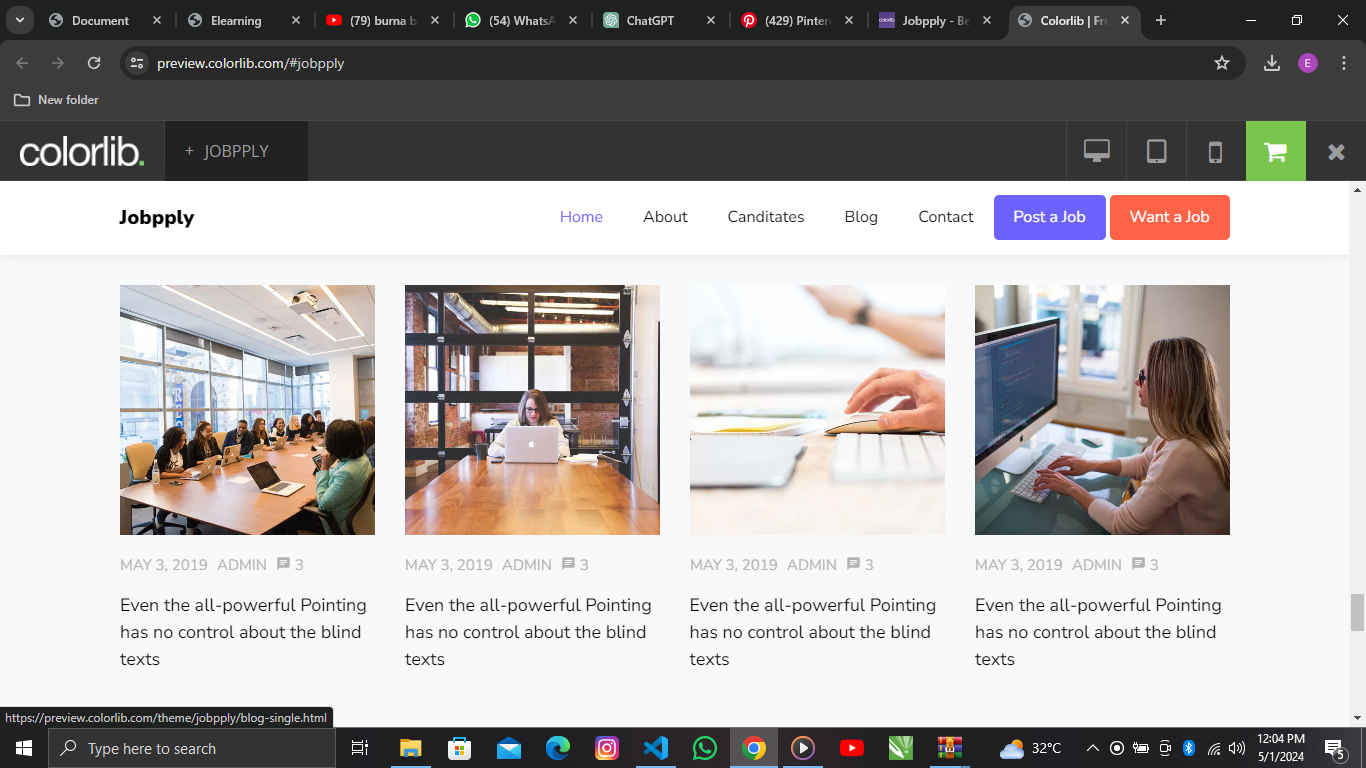 Document
Elearning
(79) burna b
(54) WhatsA
ChatGPT
(429) Pinter
Jobpply - Be
Colorlib | Fre
preview.colorlib.com/#jobpply
E
New folder
colorlib.
+ JOBPPLY
Jobpply
Home
About
Canditates
Blog
Contact
Post a Job
Want a Job
MAY 3, 2019 ADMIN 3
Even the all-powerful Pointing
has no control about the blind
texts
MAY 3, 2019 ADMIN 3
Even the all-powerful Pointing
has no control about the blind
texts
MAY 3, 2019 ADMIN 3
Even the all-powerful Pointing
has no control about the blind
texts
MAY 3, 2019 ADMIN 3
Even the all-powerful Pointing
has no control about the blind
texts
https://preview.colorlib.com/theme/jobpply/blog-single.html
Type here to search
32°C
12:04 PM
5/1/2024
5